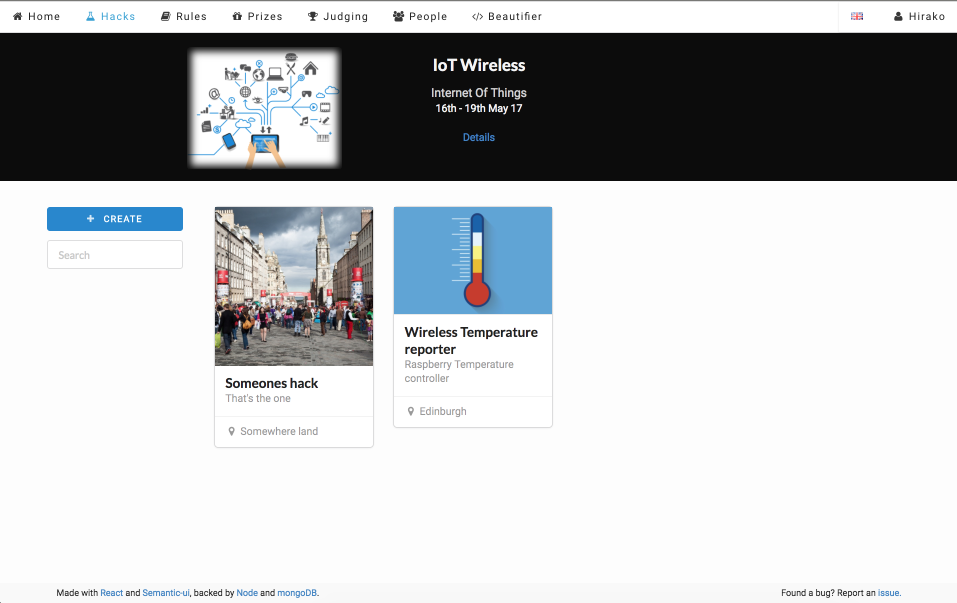 Home Hacks Rules Prizes Judging People </> Beautifier Hirako
IoT Wireless
Internet Of Things
16th - 19th May 17
Details
+ CREATE
Search
Someones hack
That's the one
Somewhere land
Wireless Temperature
reporter
Raspberry Temperature
controller
Edinburgh
Made with React and Semantic-ui, backed by Node and mongoDB.
Found a bug? Report an issue.